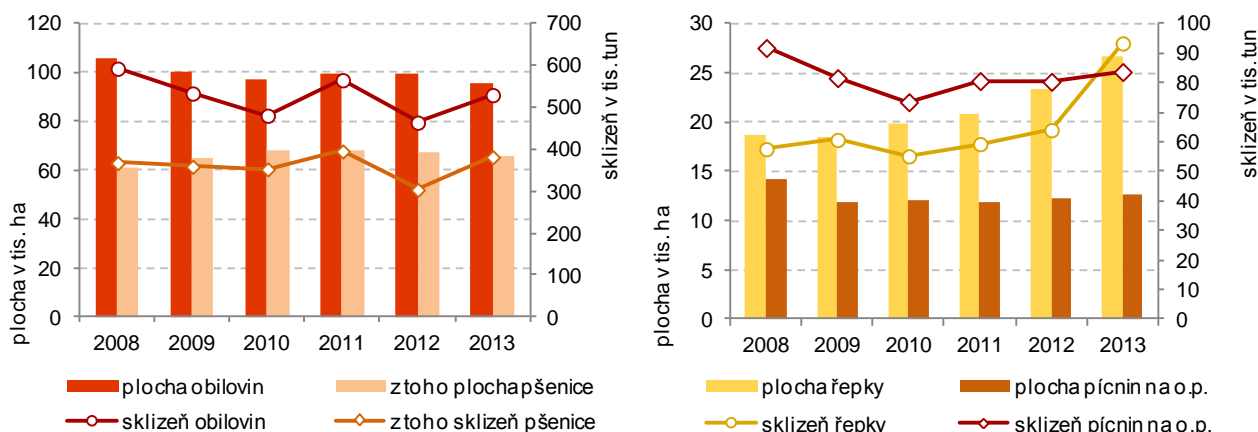 120
100
80
60
40
20
0
plocha v tis. ha
700
600
500
400
300
200
100
0
sklizeň v tis. tun
2008 2009 2010 2011 2012 2013
plocha obilovin
z toho plocha pšenice
sklizeň obilovin
z toho sklizeň pšenice
30
25
20
15
10
5
0
plocha v tis. ha
100
90
80
70
60
50
40
30
20
10
0
sklizeň v tis. tun
2008 2009 2010 2011 2012 2013
plocha řepky
plocha pícnin na o.p.
sklizeň řepky
sklizeň pícnin na o.p.